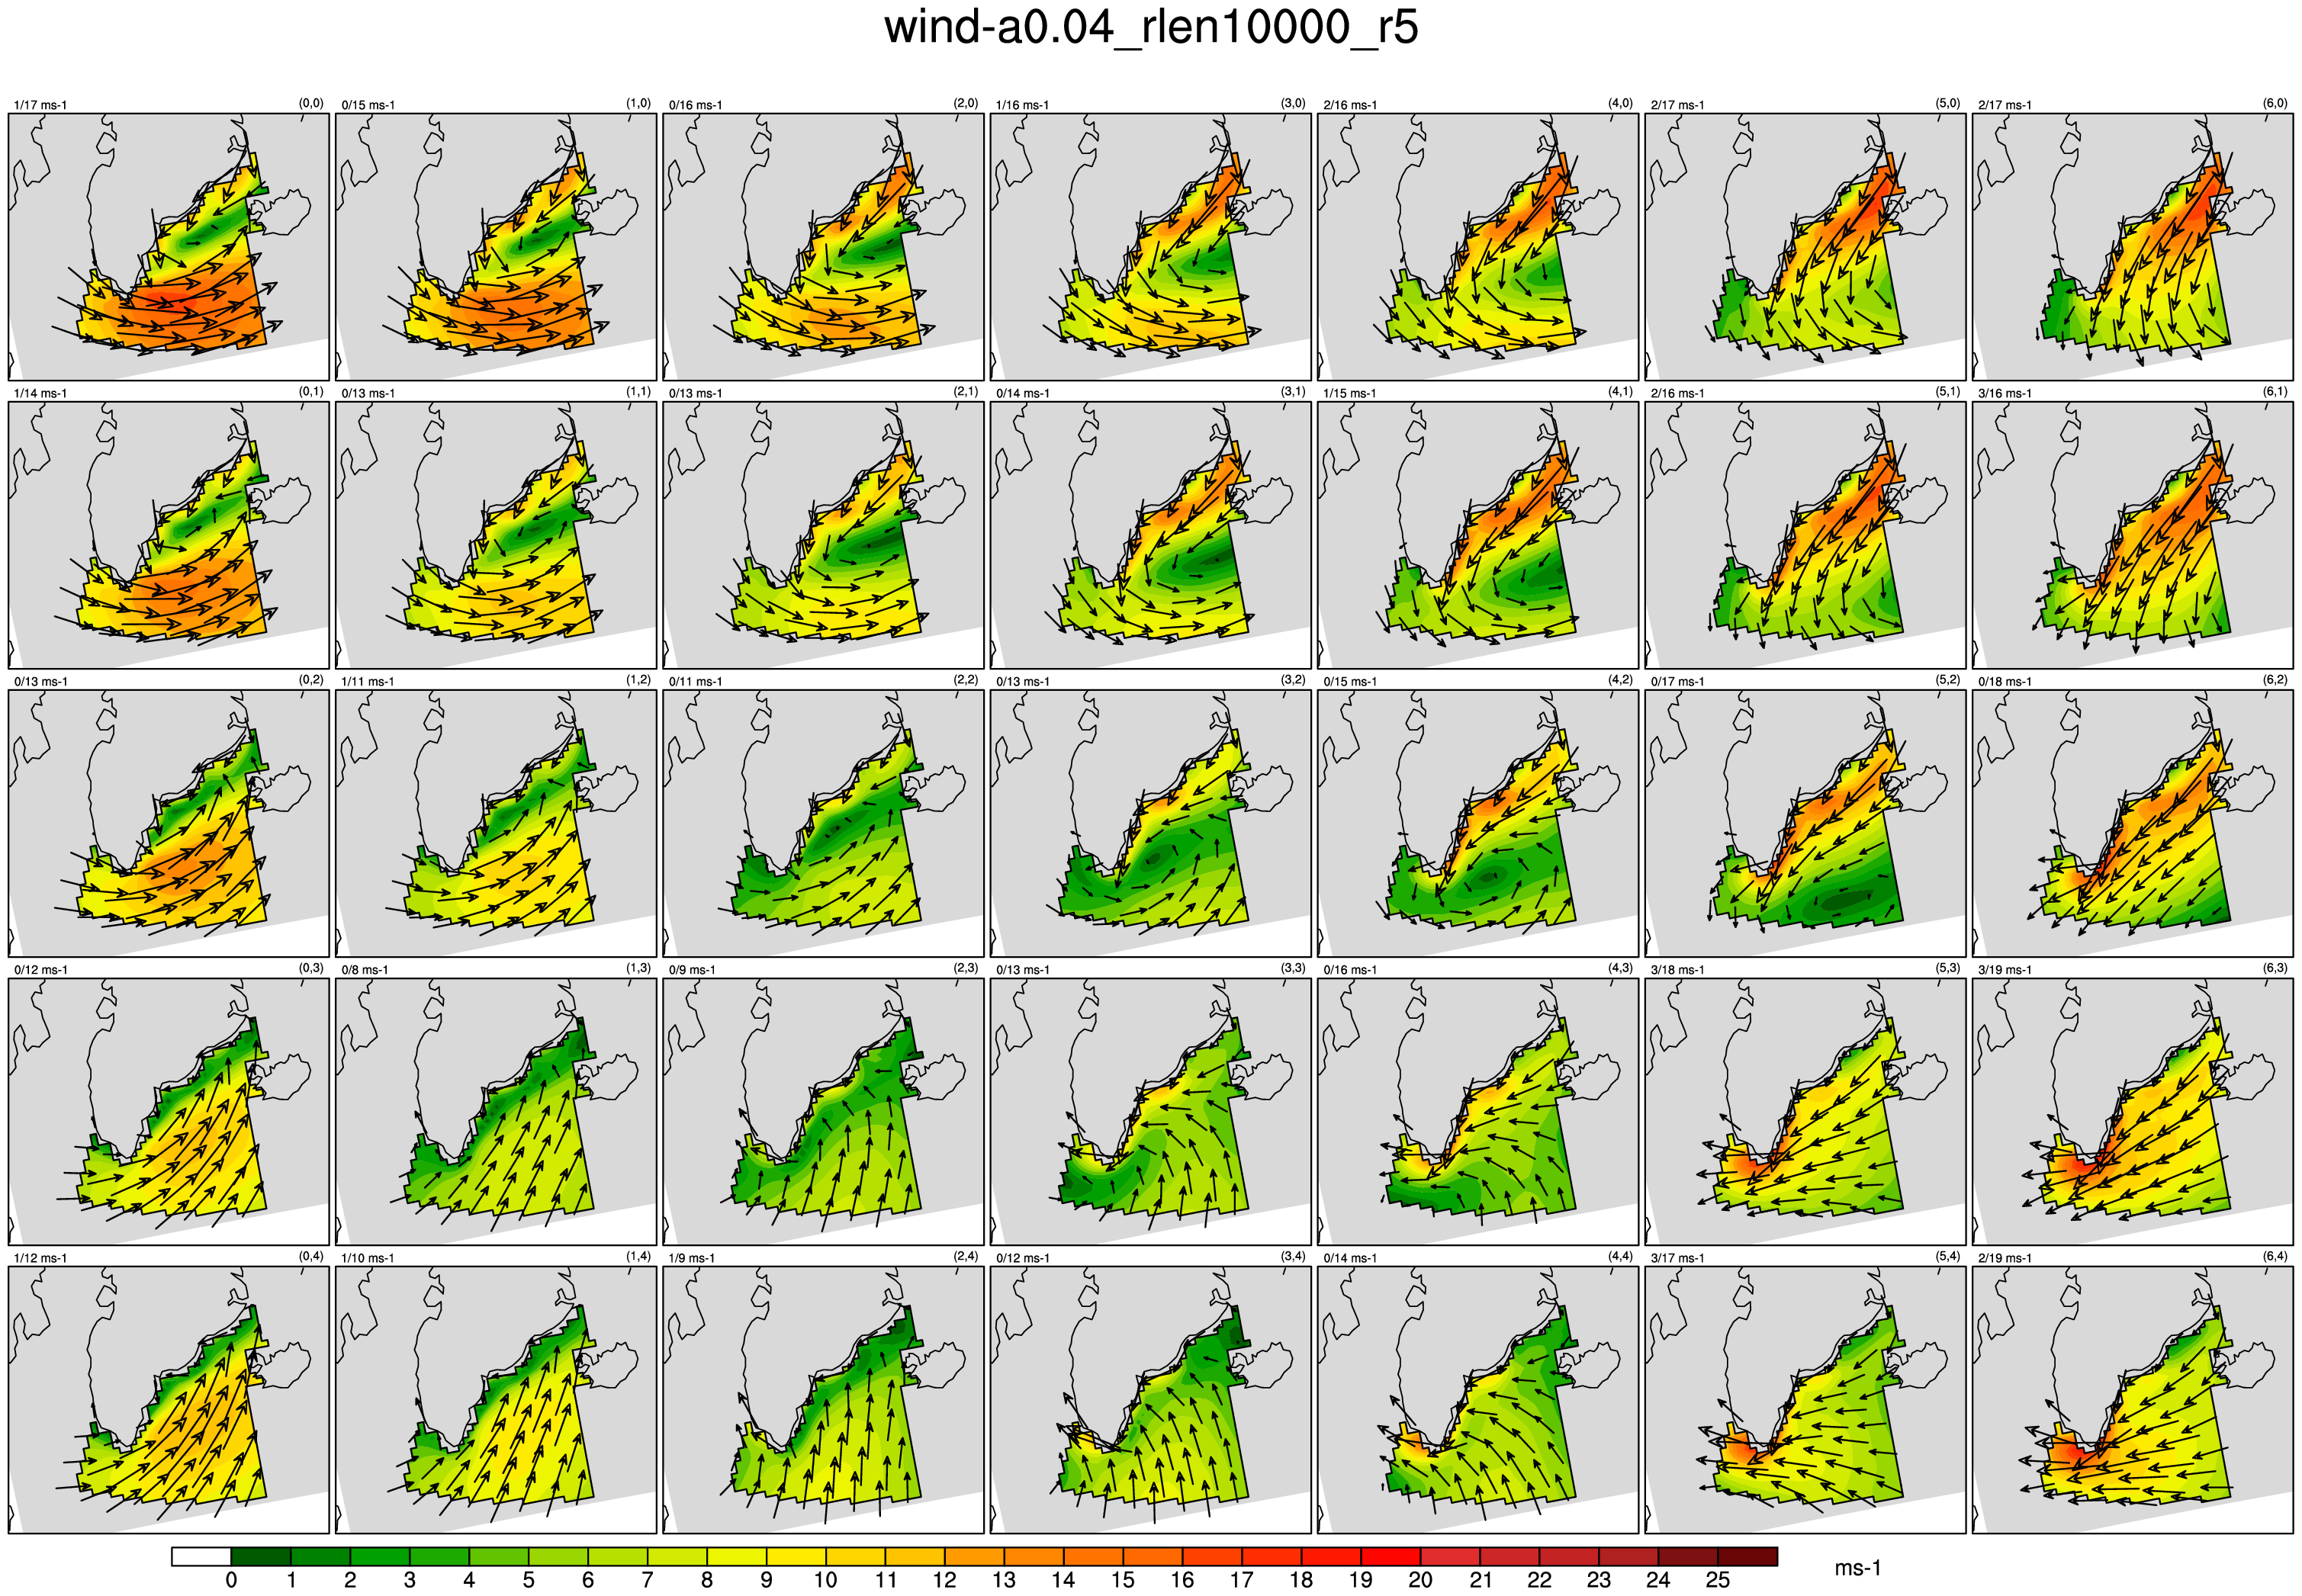 wind-a0.04_rlen10000_r5
1/17 ms-1 (0,0) 0/15 ms-1 (1,0) 0/16 ms-1 (2,0) 1/16 ms-1 (3,0) 2/16 ms-1 (4,0) 2/17 ms-1 (5,0) 2/17 ms-1 (6,0)
1/14 ms-1 (0,1) 0/13 ms-1 (1,1) 0/13 ms-1 (2,1) 0/14 ms-1 (3,1) 1/15 ms-1 (4,1) 2/16 ms-1 (5,1) 3/16 ms-1 (6,1)
0/13 ms-1 (0,2) 1/11 ms-1 (1,2) 0/11 ms-1 (2,2) 0/13 ms-1 (3,2) 0/15 ms-1 (4,2) 0/17 ms-1 (5,2) 0/18 ms-1 (6,2)
0/12 ms-1 (0,3) 0/8 ms-1 (1,3) 0/9 ms-1 (2,3) 0/13 ms-1 (3,3) 0/16 ms-1 (4,3) 3/18 ms-1 (5,3) 3/19 ms-1 (6,3)
1/12 ms-1 (0,4) 1/10 ms-1 (1,4) 1/9 ms-1 (2,4) 0/12 ms-1 (3,4) 0/14 ms-1 (4,4) 3/17 ms-1 (5,4) 2/19 ms-1 (6,4)
0 1 2 3 4 5 6 7 8 9 10 11 12 13 14 15 16 17 18 19 20 21 22 23 24 25 ms-1